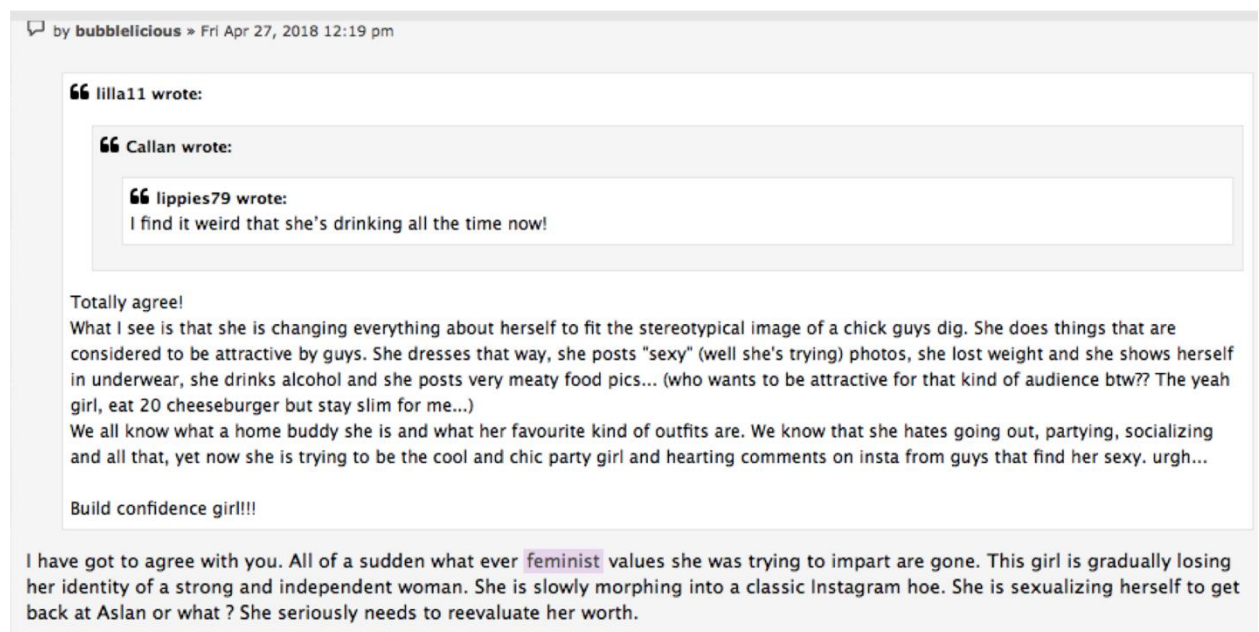 by bubblelicious » Fri Apr 27, 2018 12:19 pm
lilla11 wrote:
Callan wrote:
lippies79 wrote:
I find it weird that she’s drinking all the time now!
Totally agree!
What I see is that she is changing everything about herself to fit the stereotypical image of a chick guys dig. She does things that are
considered to be attractive by guys. She dresses that way, she posts "sexy" (well she's trying) photos, she lost weight and she shows herself
in underwear, she drinks alcohol and she posts very meaty food pics... (who wants to be attractive for that kind of audience btw?? The yeah
girl, eat 20 cheeseburger but stay slim for me...)
We all know what a home buddy she is and what her favourite kind of outfits are. We know that she hates going out, partying, socializing
and all that, yet now she is trying to be the cool and chic party girl and hearting comments on insta from guys that find her sexy. urgh...
Build confidence girl!!!
I have got to agree with you. All of a sudden what ever feminist values she was trying to impart are gone. This girl is gradually losing
her identity of a strong and independent woman. She is slowly morphing into a classic Instagram hoe. She is sexualizing herself to get
back at Aslan or what ? She seriously needs to reevaluate her worth.